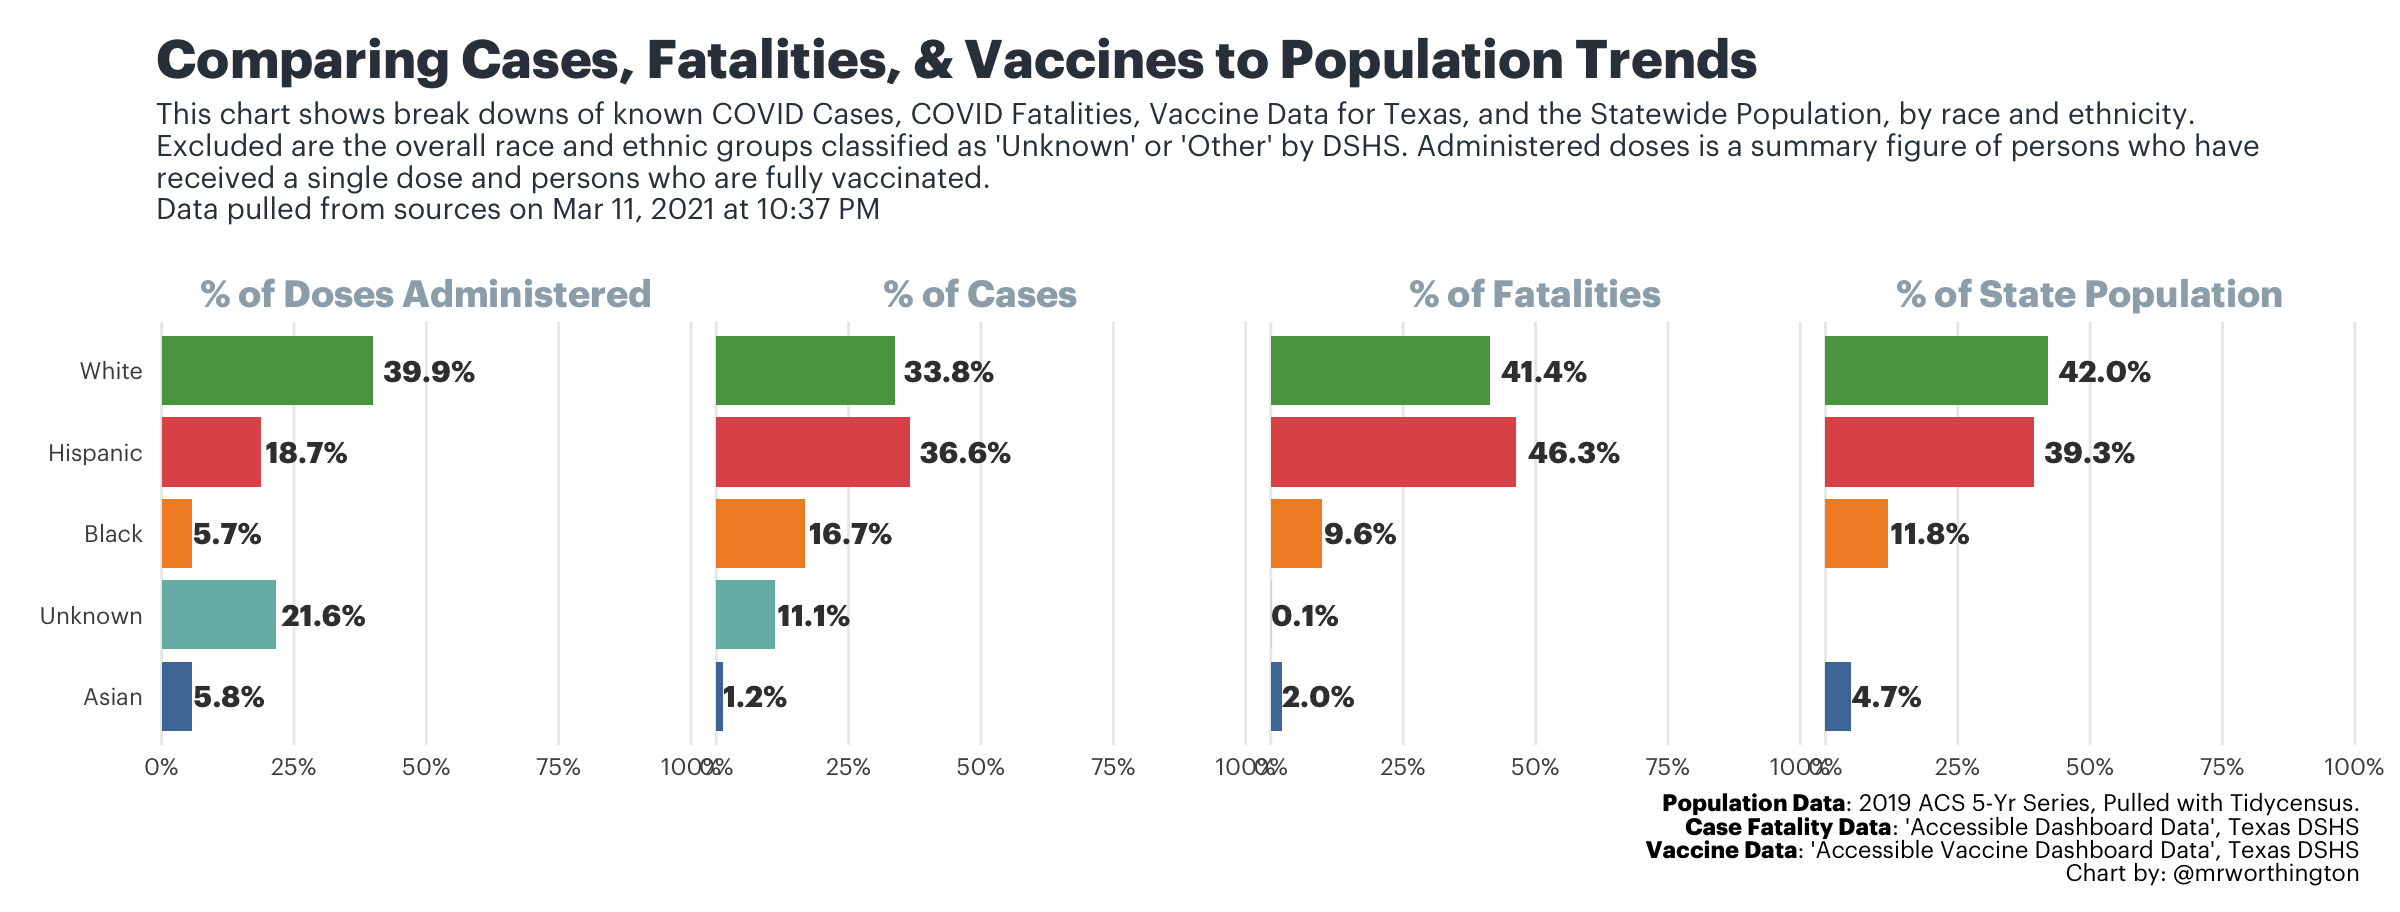 Comparing Cases, Fatalities, & Vaccines to Population Trends
This chart shows break downs of known COVID Cases, COVID Fatalities, Vaccine Data for Texas, and the Statewide Population, by race and ethnicity.
Excluded are the overall race and ethnic groups classified as 'Unknown' or 'Other' by DSHS. Administered doses is a summary figure of persons who have
received a single dose and persons who are fully vaccinated.
Data pulled from sources on Mar 11, 2021 at 10:37 PM
% of Doses Administered % of Cases % of Fatalities % of State Population
White 39.9% 33.8% 41.4% 42.0%
Hispanic 18.7% 36.6% 46.3% 39.3%
Black 5.7% 16.7% 9.6% 11.8%
Unknown 21.6% 11.1% 0.1%
Asian 5.8% 1.2% 2.0% 4.7%
0% 25% 50% 75% 100% 0% 25% 50% 75% 100% 0% 25% 50% 75% 100% 0% 25% 50% 75% 100%
Population Data: 2019 ACS 5-Yr Series, Pulled with Tidycensus.
Case Fatality Data: 'Accessible Dashboard Data', Texas DSHS
Vaccine Data: 'Accessible Vaccine Dashboard Data', Texas DSHS
Chart by: @mrworthington